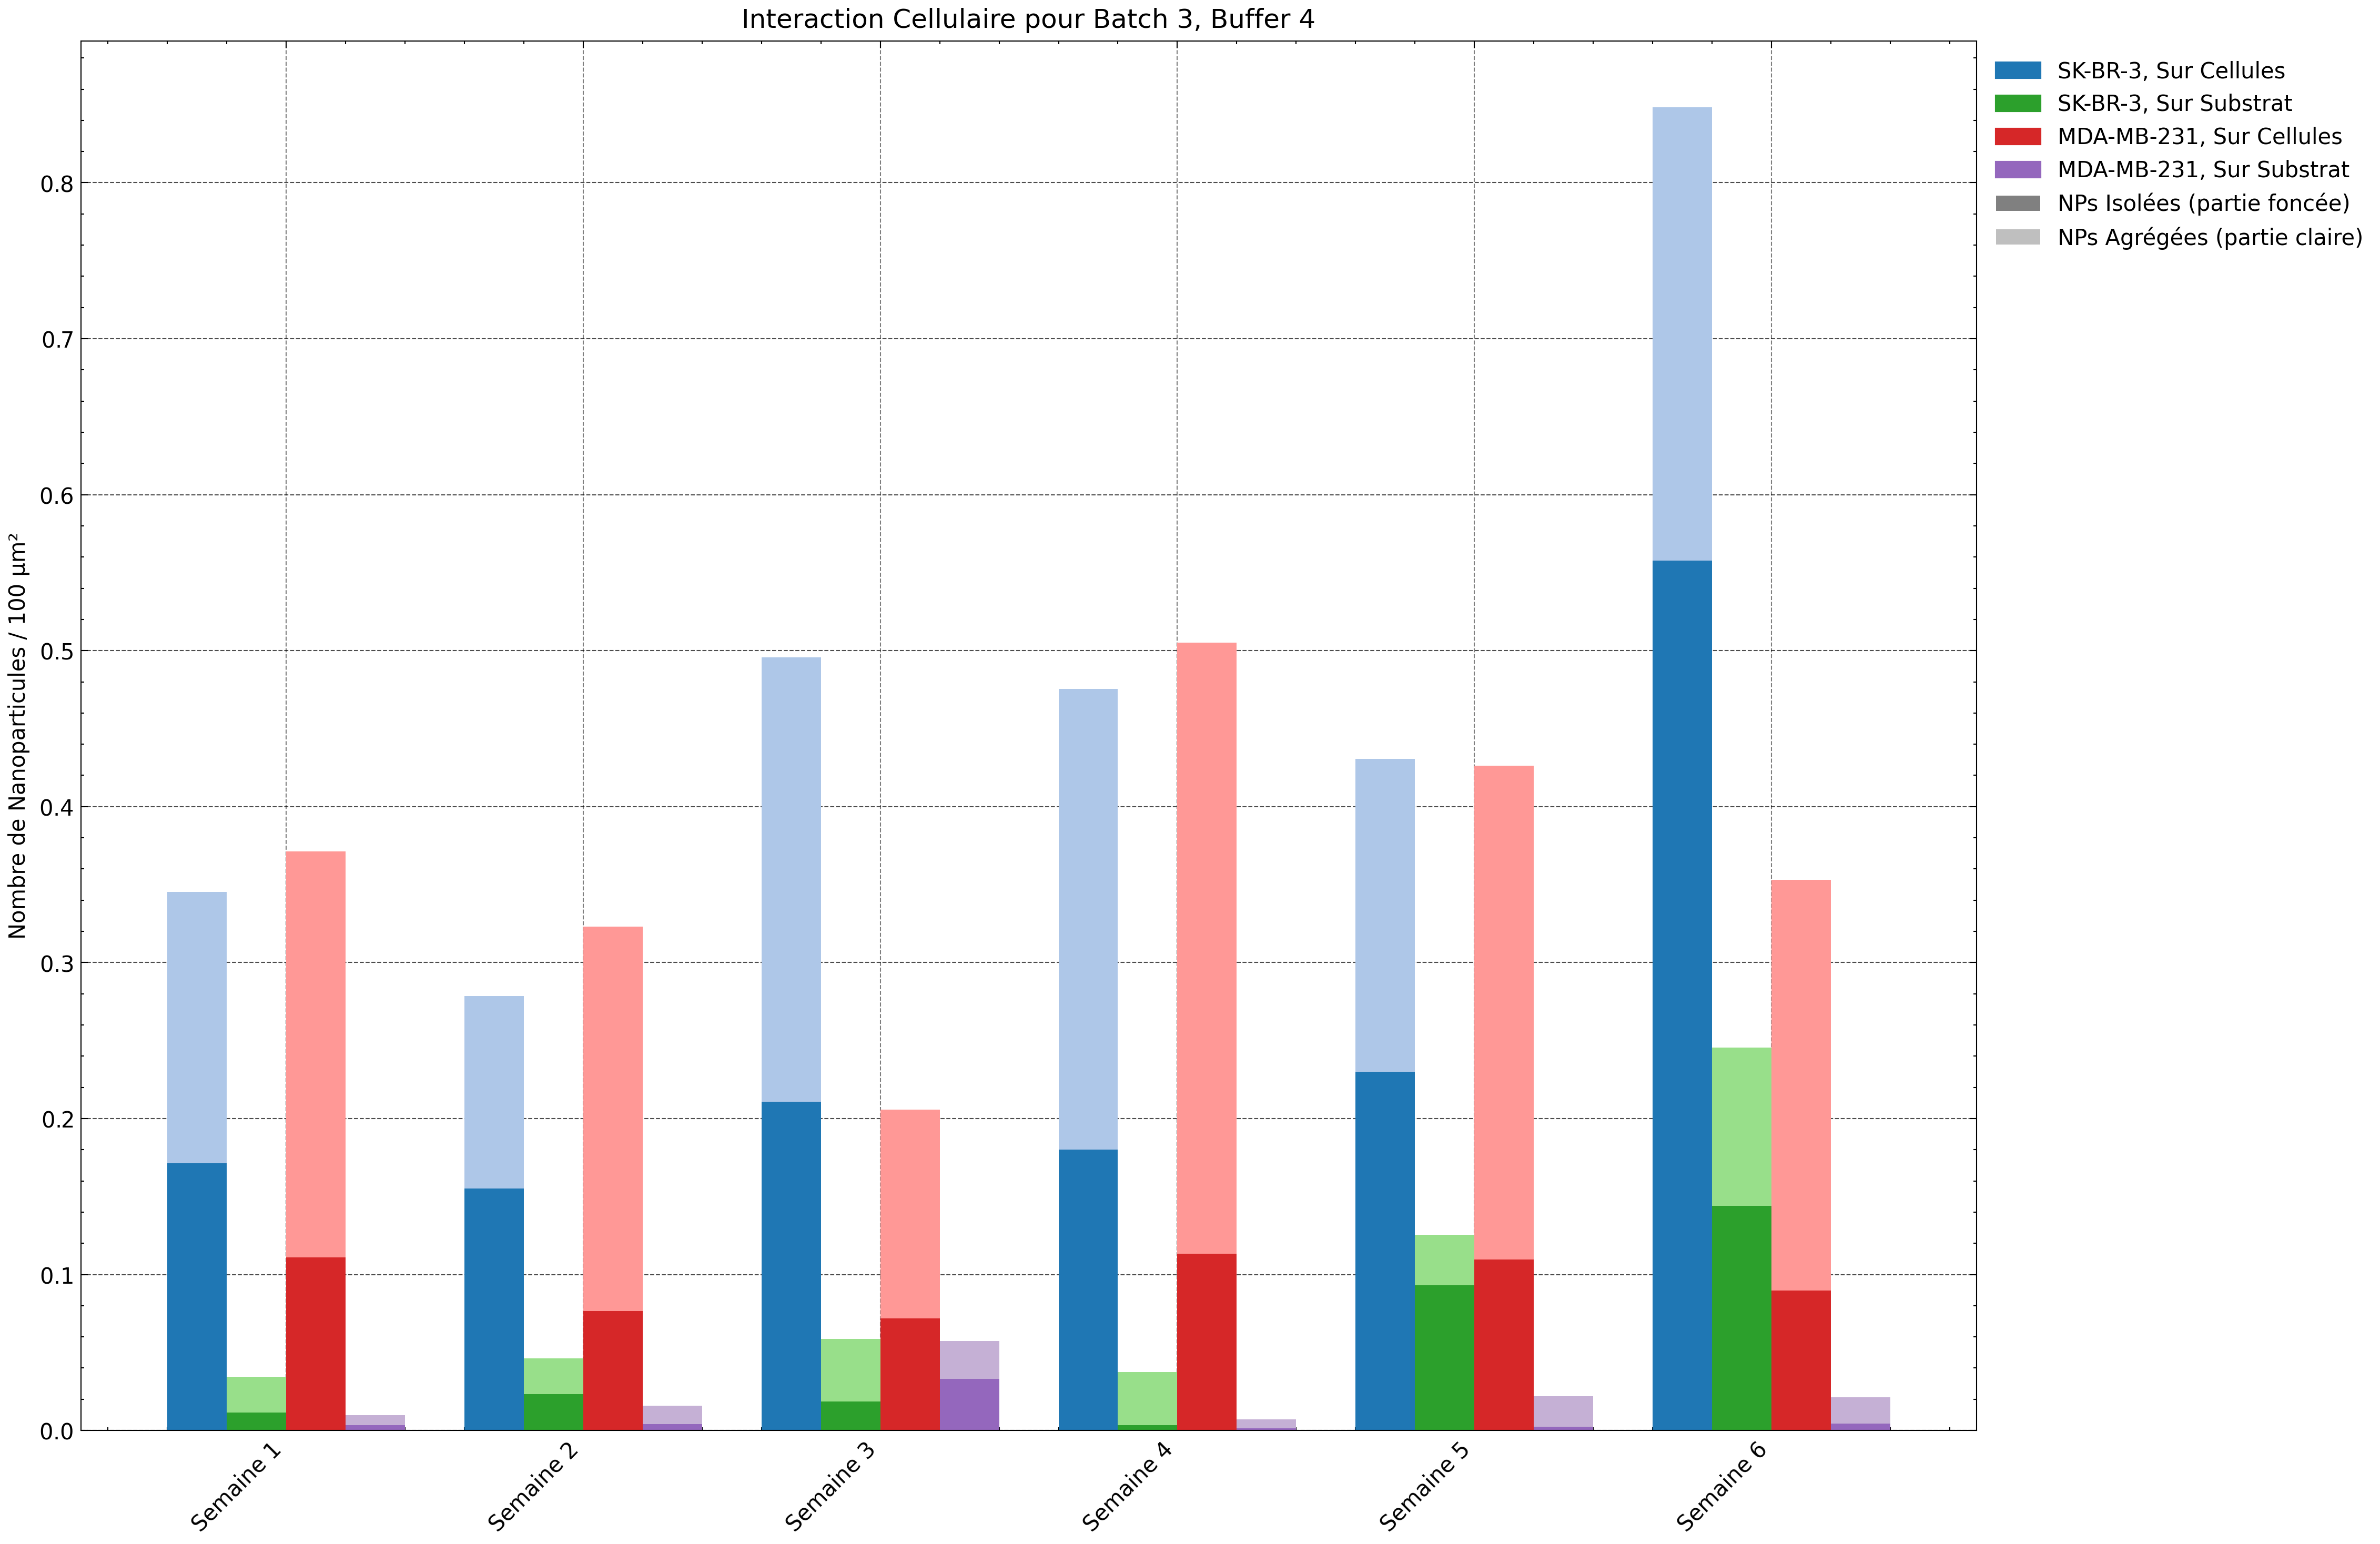 Interaction Cellulaire pour Batch 3, Buffer 4
Nombre de Nanoparticules / 100 µm²
0.8
0.7
0.6
0.5
0.4
0.3
0.2
0.1
0.0
Semaine 1
Semaine 2
Semaine 3
Semaine 4
Semaine 5
Semaine 6
SK-BR-3, Sur Cellules
SK-BR-3, Sur Substrat
MDA-MB-231, Sur Cellules
MDA-MB-231, Sur Substrat
NPs Isolées (partie foncée)
NPs Agrégées (partie claire)